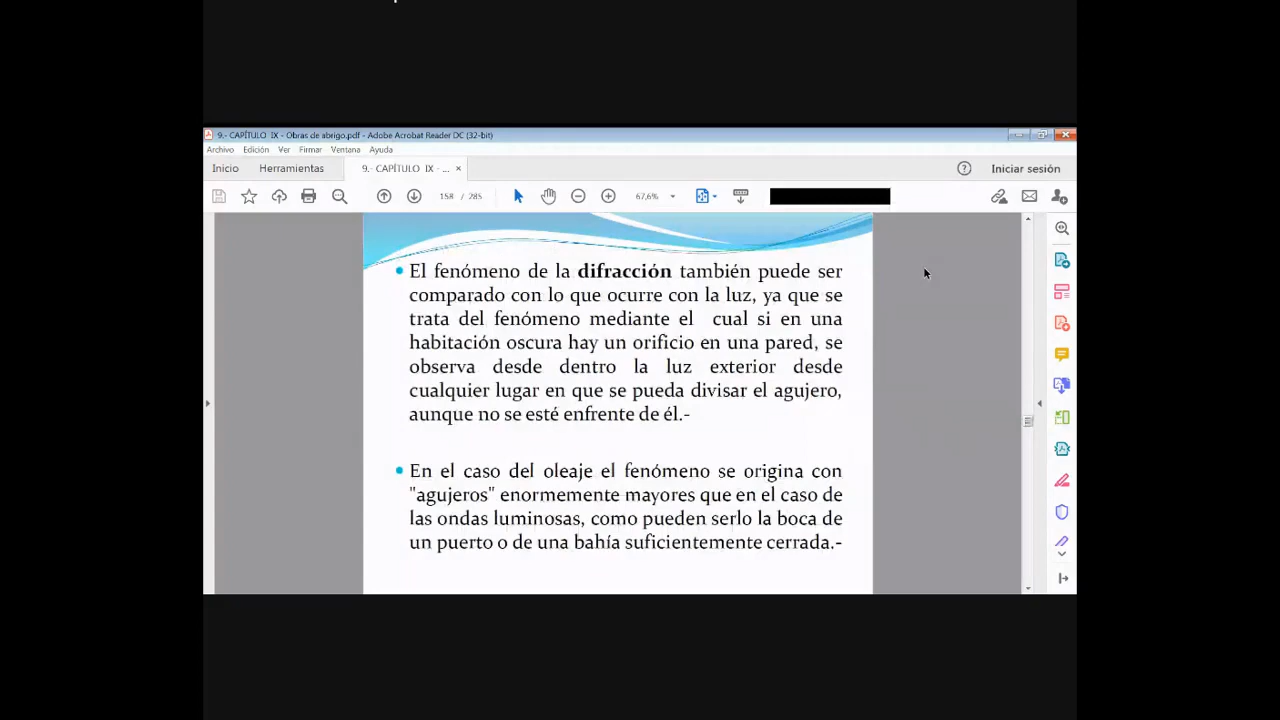 9.- CAPÍTULO IX - Obras de abrigo.pdf - Adobe Acrobat Reader DC (32-bit)
Archivo Edición Ver Firmar Ventana Ayuda
Inicio Herramientas 9.- CAPÍTULO IX - ... × Iniciar sesión
158 / 285 67,6%
• El fenómeno de la difracción también puede ser
comparado con lo que ocurre con la luz, ya que se
trata del fenómeno mediante el cual si en una
habitación oscura hay un orificio en una pared, se
observa desde dentro la luz exterior desde
cualquier lugar en que se pueda divisar el agujero,
aunque no se esté enfrente de él.-
• En el caso del oleaje el fenómeno se origina con
"agujeros" enormemente mayores que en el caso de
las ondas luminosas, como pueden serlo la boca de
un puerto o de una bahía suficientemente cerrada.-